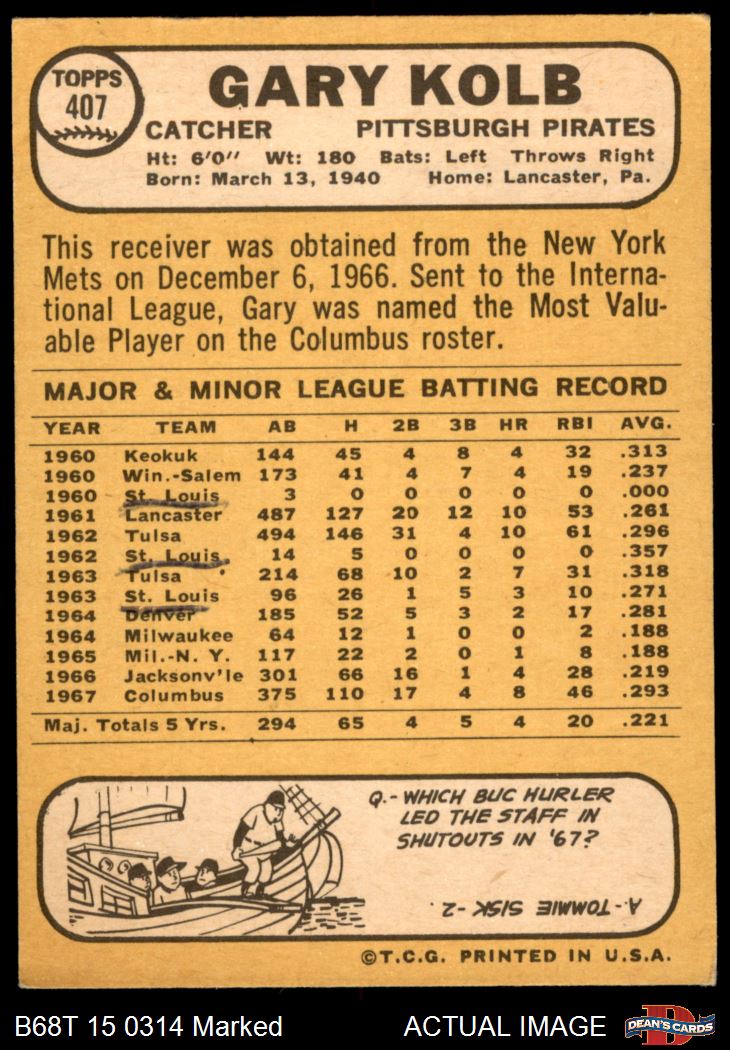 TOPPS
407
GARY KOLB
CATCHER PITTSBURGH PIRATES
Ht: 6'0" Wt: 180 Bats: Left Throws Right
Born: March 13, 1940 Home: Lancaster, Pa.
This receiver was obtained from the New York
Mets on December 6, 1966. Sent to the Interna-
tional League, Gary was named the Most Valu-
able Player on the Columbus roster.
MAJOR & MINOR LEAGUE BATTING RECORD
YEAR TEAM AB H 2B 3B HR RBI AVG.
1960 Keokuk 144 45 4 8 4 32 .313
1960 Win.-Salem 173 41 4 7 4 19 .237
1960 St. Louis 3 0 0 0 0 0 .000
1961 Lancaster 487 127 20 12 10 53 .261
1962 Tulsa 494 146 31 4 10 61 .296
1962 St. Louis 14 5 0 0 0 0 .357
1963 Tulsa 214 68 10 2 7 31 .318
1963 St. Louis 96 26 1 5 3 10 .271
1964 Denver 185 52 5 3 2 17 .281
1964 Milwaukee 64 12 1 0 0 2 .188
1965 Mil.-N. Y. 117 22 2 0 1 8 .188
1966 Jacksonv'le 301 66 16 1 4 28 .219
1967 Columbus 375 110 17 4 8 46 .293
Maj. Totals 5 Yrs. 294 65 4 5 4 20 .221
Q.- WHICH BUC HURLER
LED THE STAFF IN
SHUTOUTS IN '67?
A- TOMMIE SISK-2.
©T.C.G. PRINTED IN U.S.A.
B68T 15 0314 Marked ACTUAL IMAGE
D
DEAN'S CARDS